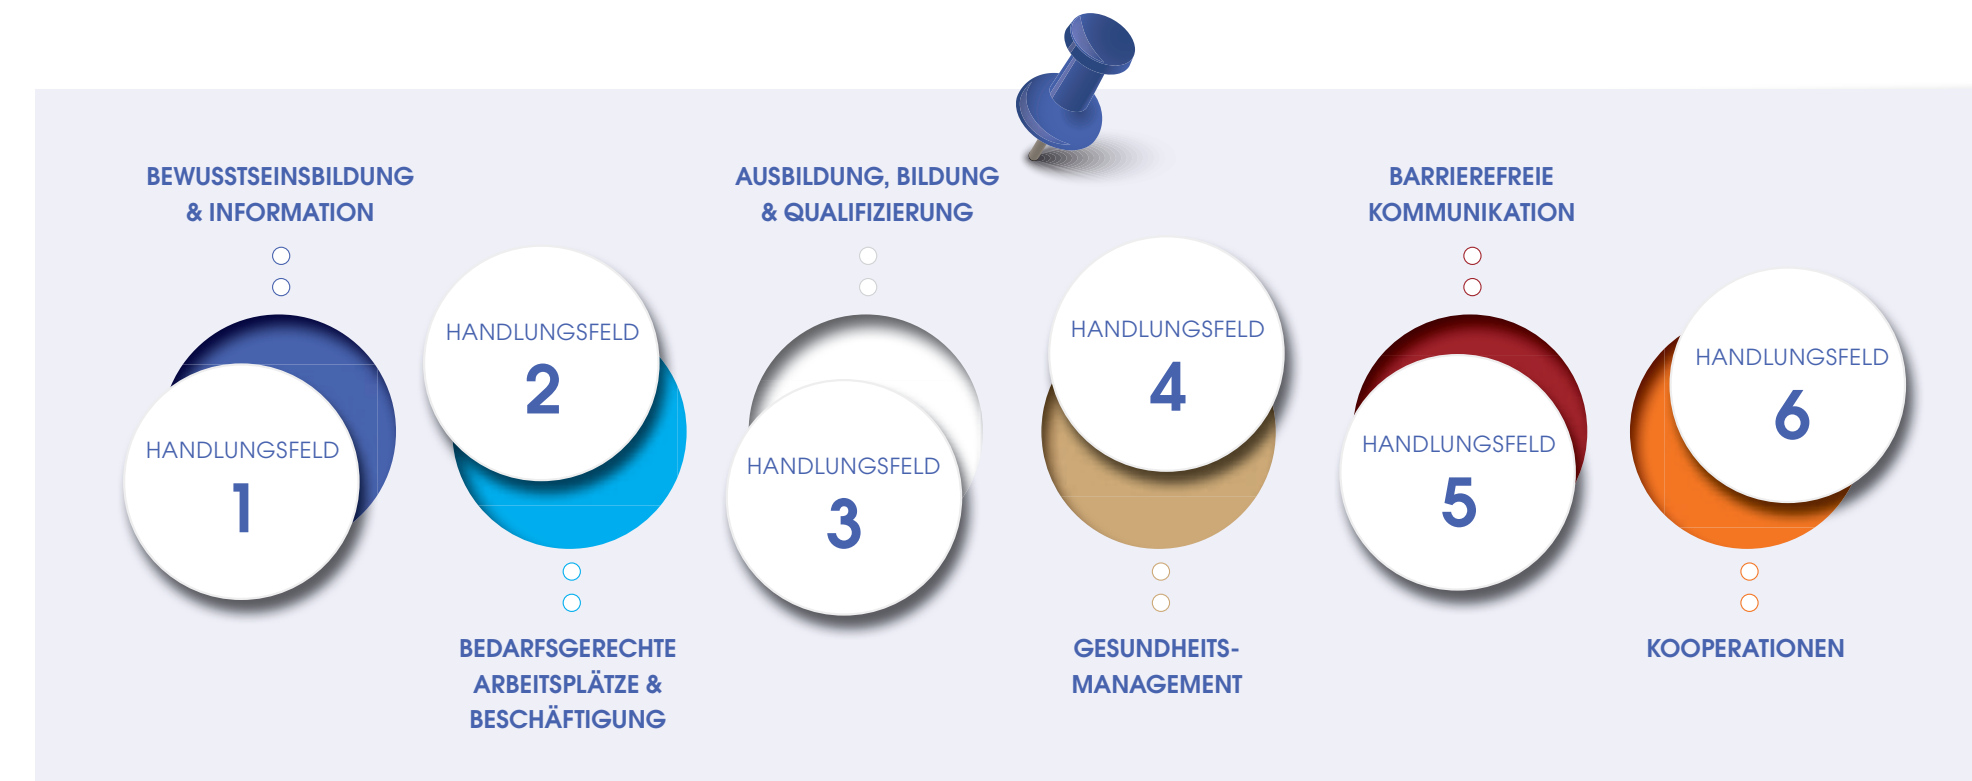 BEWUSSTSEINSBILDUNG
& INFORMATION
HANDLUNGSFELD
1
HANDLUNGSFELD
2
BEDARFSGERECHTE
ARBEITSPLÄTZE &
BESCHÄFTIGUNG
AUSBILDUNG, BILDUNG
& QUALIFIZIERUNG
HANDLUNGSFELD
3
HANDLUNGSFELD
4
GESUNDHEITS-
MANAGEMENT
BARRIEREFREIE
KOMMUNIKATION
HANDLUNGSFELD
5
HANDLUNGSFELD
6
KOOPERATIONEN